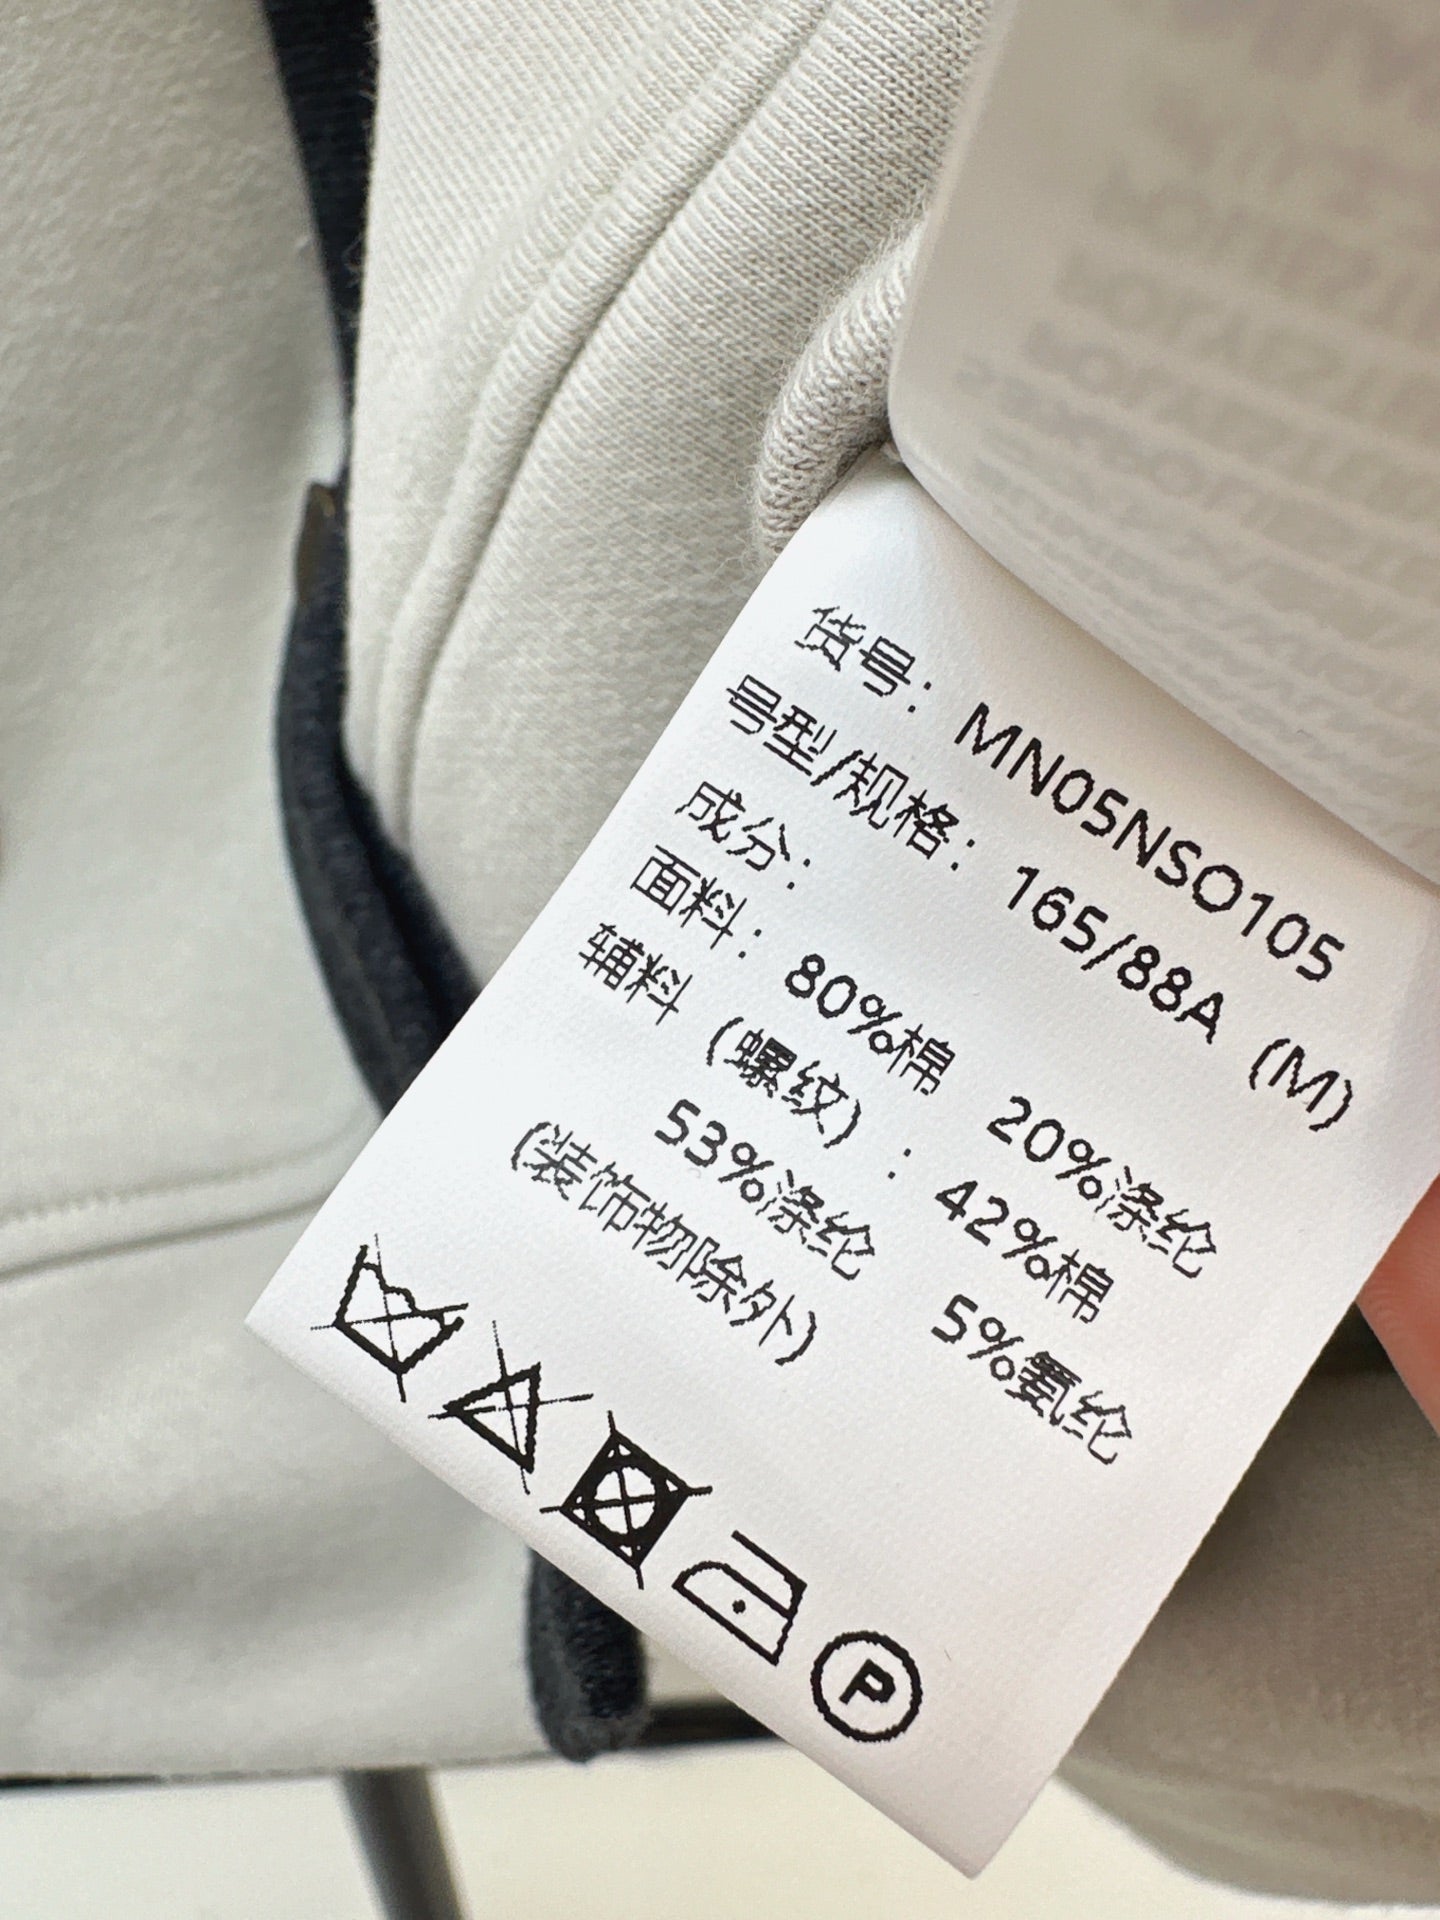 货号：MN05NSO105
号型/规格：165/88A (M)
成分：
面料：80%棉 20%涤纶
辅料（螺纹）：42%棉
53%涤纶 5%氨纶
（装饰物除外）
P